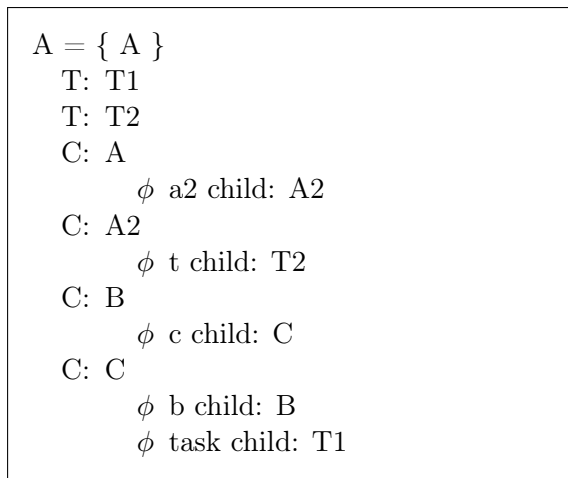 A = { A }
T: T1
T: T2
C: A
ϕ a2 child: A2
C: A2
ϕ t child: T2
C: B
ϕ c child: C
C: C
ϕ b child: B
ϕ task child: T1